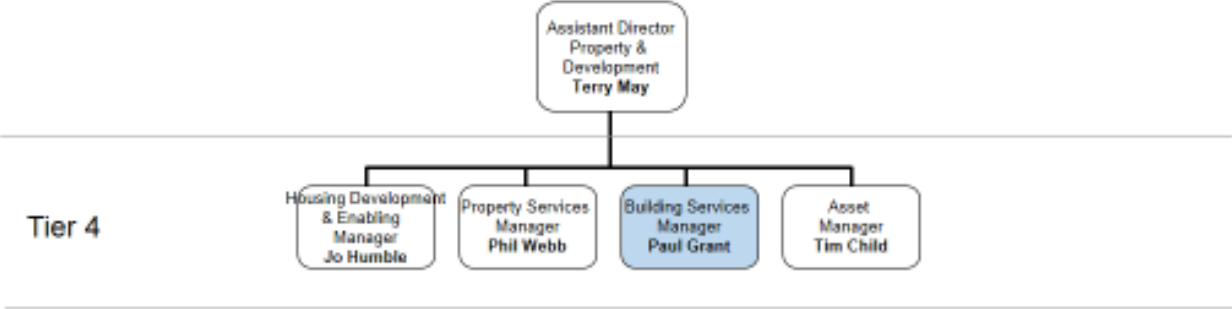 Assistant Director
Property &
Development
Terry May
Tier 4
Housing Development
& Enabling
Manager
Jo Humble
Property Services
Manager
Phil Webb
Building Services
Manager
Paul Grant
Asset
Manager
Tim Child